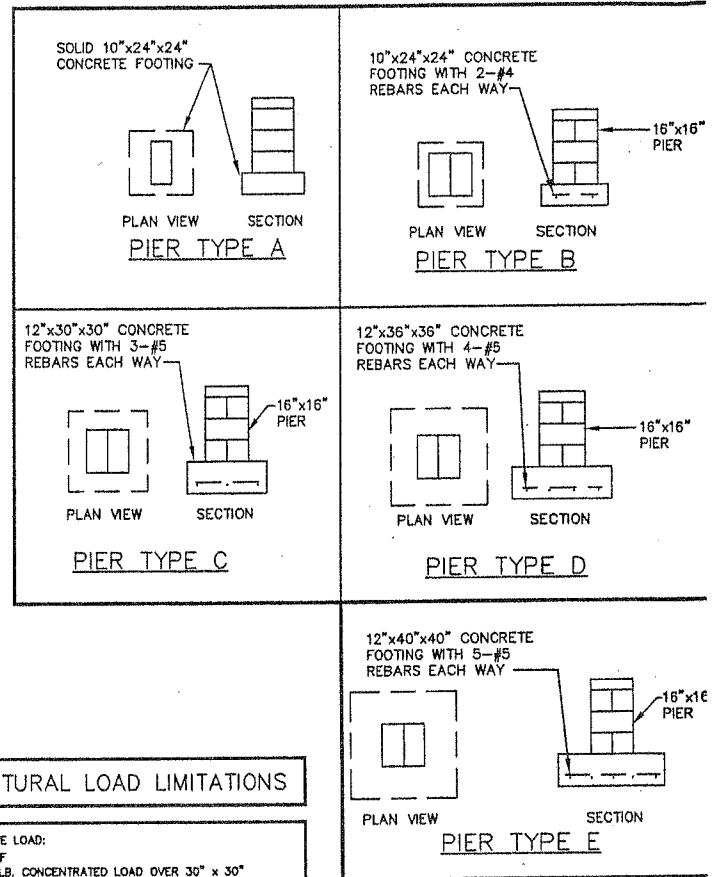 SOLID 10"x24"x24"
CONCRETE FOOTING
PLAN VIEW
SECTION
PIER TYPE A
10"x24"x24" CONCRETE
FOOTING WITH 2-#4
REBARS EACH WAY
16"x16"
PIER
PLAN VIEW
SECTION
PIER TYPE B
12"x30"x30" CONCRETE
FOOTING WITH 3-#5
REBARS EACH WAY
16"x16"
PIER
PLAN VIEW
SECTION
PIER TYPE C
12"x36"x36" CONCRETE
FOOTING WITH 4-#5
REBARS EACH WAY
16"x16"
PIER
PLAN VIEW
SECTION
PIER TYPE D
12"x40"x40" CONCRETE
FOOTING WITH 5-#5
REBARS EACH WAY
16"x16
PIER
PLAN VIEW
SECTION
PIER TYPE E
TURAL LOAD LIMITATIONS
E LOAD:
F
LB. CONCENTRATED LOAD OVER 30" x 30"